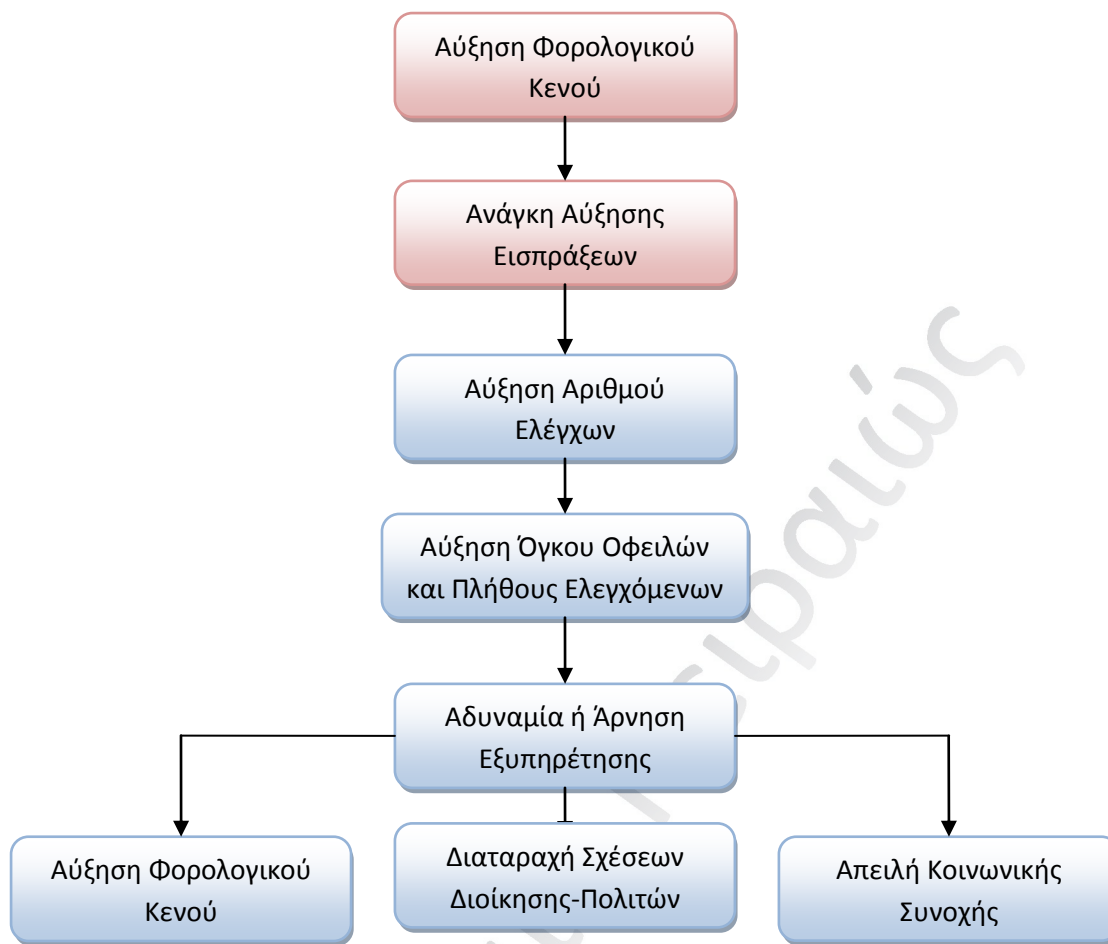 Αύξηση Φορολογικού
Κενού
Ανάγκη Αύξησης
Εισπράξεων
Αύξηση Αριθμού
Ελέγχων
Αύξηση Όγκου Οφειλών
και Πλήθους Ελεγχόμενων
Αδυναμία ή Άρνηση
Εξυπηρέτησης
Αύξηση Φορολογικού
Κενού
Διαταραχή Σχέσεων
Διοίκησης-Πολιτών
Απειλή Κοινωνικής
Συνοχής